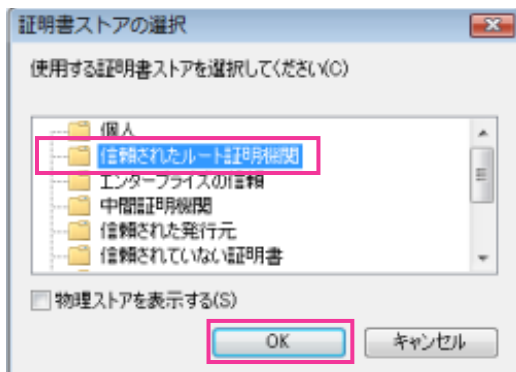 証明書ストアの選択
使用する証明書ストアを選択してください(C)
個人
信頼されたルート証明機関
エンタープライズの信頼
中間証明機関
信頼された発行元
信頼されていない証明書
物理ストアを表示する(S)
OK
キャンセル